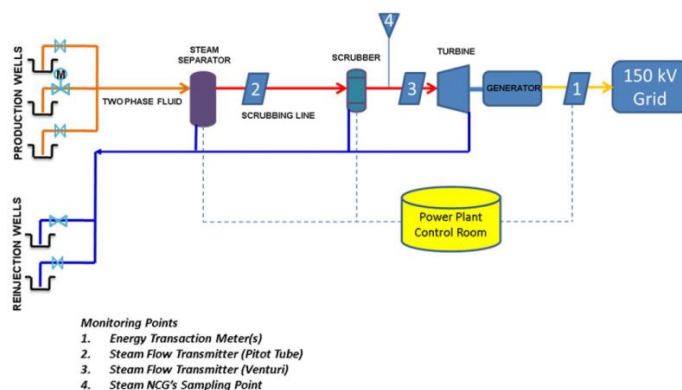 4
STEAM
SEPARATOR
SCRUBBER
TURBINE
M
PRODUCTION WELLS
TWO PHASE FLUID
2
SCRUBBING LINE
3
GENERATOR
1
150 kV
Grid
REINJECTION WELLS
Power Plant
Control Room
Monitoring Points
1. Energy Transaction Meter(s)
2. Steam Flow Transmitter (Pitot Tube)
3. Steam Flow Transmitter (Venturi)
4. Steam NCG's Sampling Point